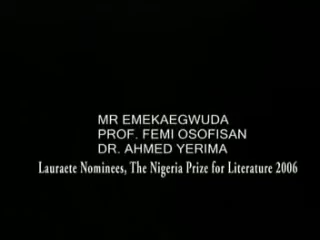 MR EMEKAEGWUDA
PROF. FEMI OSOFISAN
DR. AHMED YERIMA
Lauraete Nominees, The Nigeria Prize for Literature 2006